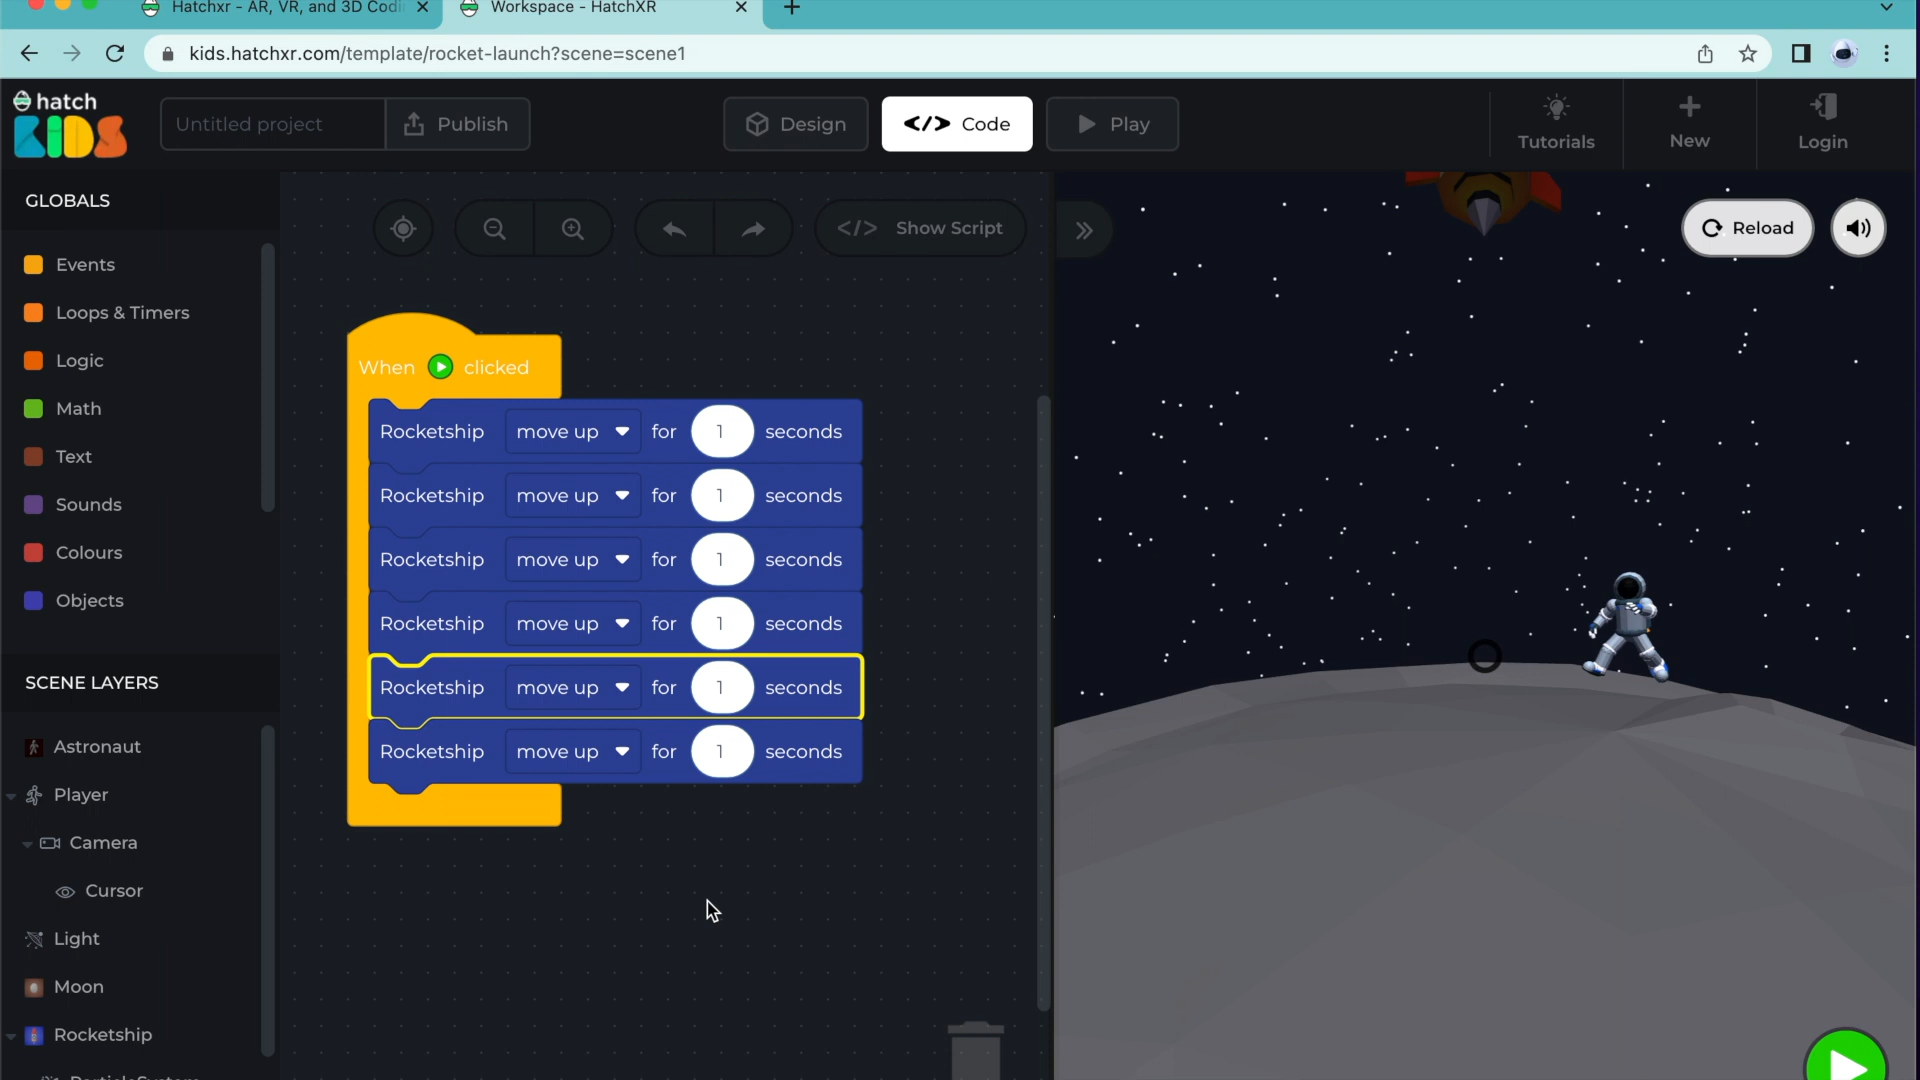 Hatchxr - AR, VR, and 3D Codi
Workspace - HatchXR
kids.hatchxr.com/template/rocket-launch?scene=scene1
hatch
KIDS
Untitled project
Publish
Design
</> Code
Play
Tutorials
New
Login
GLOBALS
Events
Loops & Timers
Logic
Math
Text
Sounds
Colours
Objects
SCENE LAYERS
Astronaut
Player
Camera
Cursor
Light
Moon
Rocketship
</> Show Script
When clicked
Rocketship move up for 1 seconds
Rocketship move up for 1 seconds
Rocketship move up for 1 seconds
Rocketship move up for 1 seconds
Rocketship move up for 1 seconds
Rocketship move up for 1 seconds
Reload